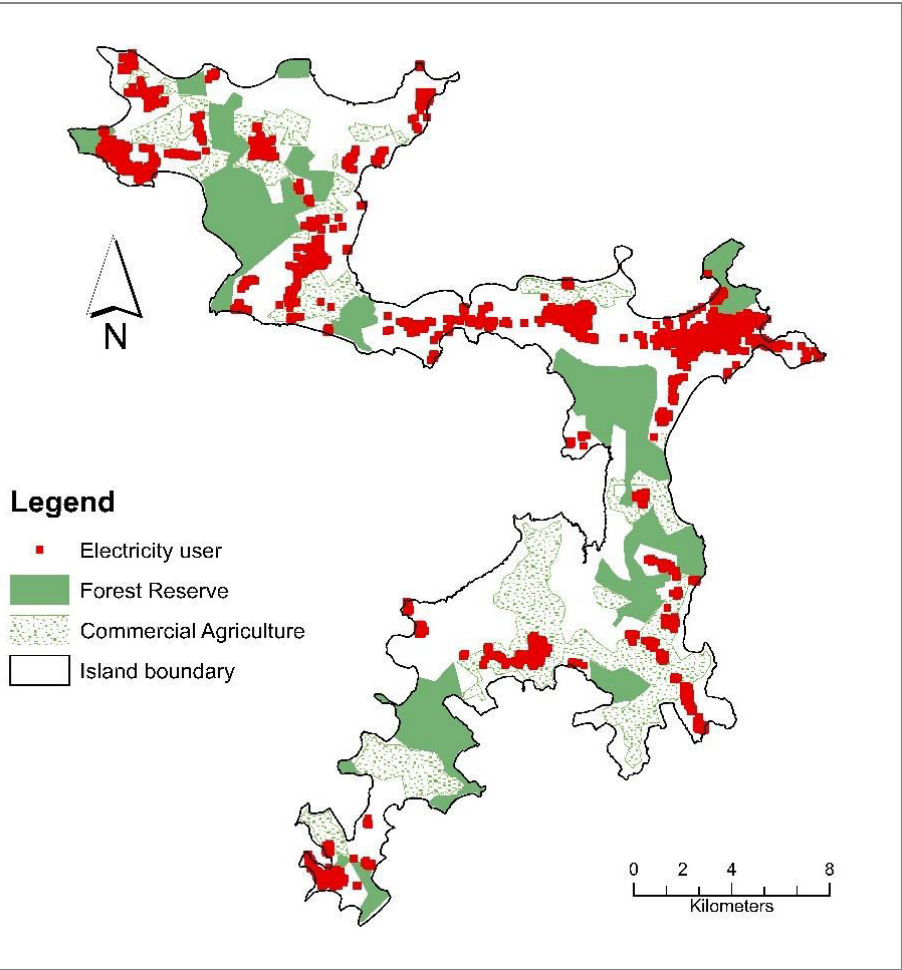 N
Legend
Electricity user
Forest Reserve
Commercial Agriculture
Island boundary
0 2 4 8
Kilometers